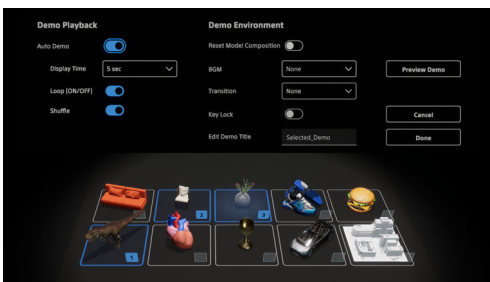 Demo Playback
Auto Demo
Display Time
5 sec
Loop (ON/OFF)
Shuffle
Demo Environment
Reset Model Composition
BGM
None
Preview Demo
Transition
None
Key Lock
Cancel
Edit Demo Title
Selected_Demo
Done
2
3
1